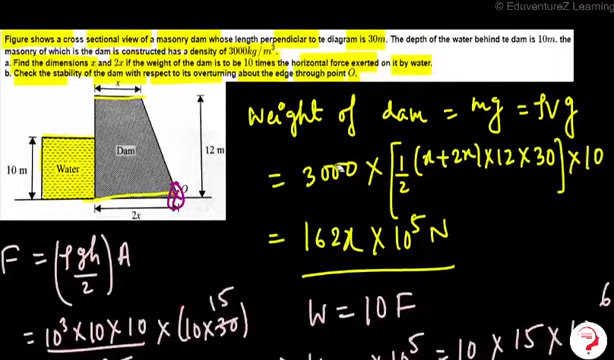 © EduventureZ Learning
Figure shows a cross sectional view of a masonry dam whose length perpendiclar to te diagram is 30m. The depth of the water behind te dam is 10m. the
masonry of which is the dam is constructed has a density of 3000kg/m³
a. Find the dimensions x and 2x if the weight of the dam is to be 10 times the horizontal force exerted on it by water.
b. Check the stability of the dam with respect to its overturning about the edge through point O.
x
10 m
Water
Dam
12 m
O
2x
Weight of dam = mg = ρVg
= 3000 × [½ (x+2x) × 12 × 30] × 10
= 162x × 10⁵ N
F = (ρgh/2) A
W = 10F
= 10³ × 10 × 10 × (10 × 30) 15
10⁵ = 10 × 15 ×
6